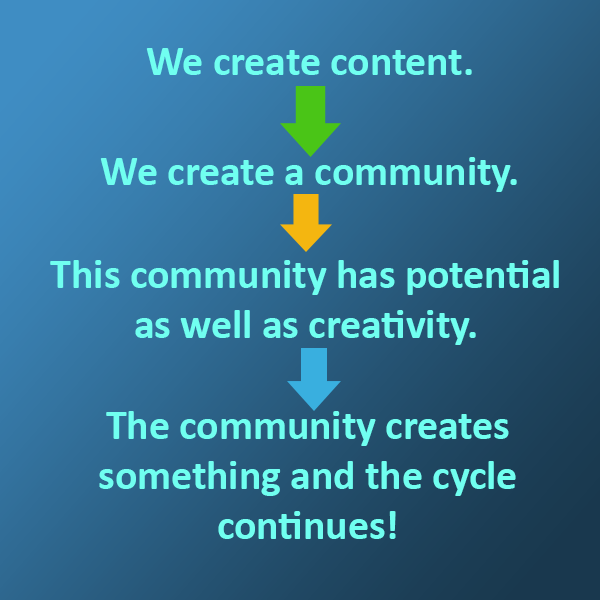 We create content.
We create a community.
This community has potential
as well as creativity.
The community creates
something and the cycle
continues!